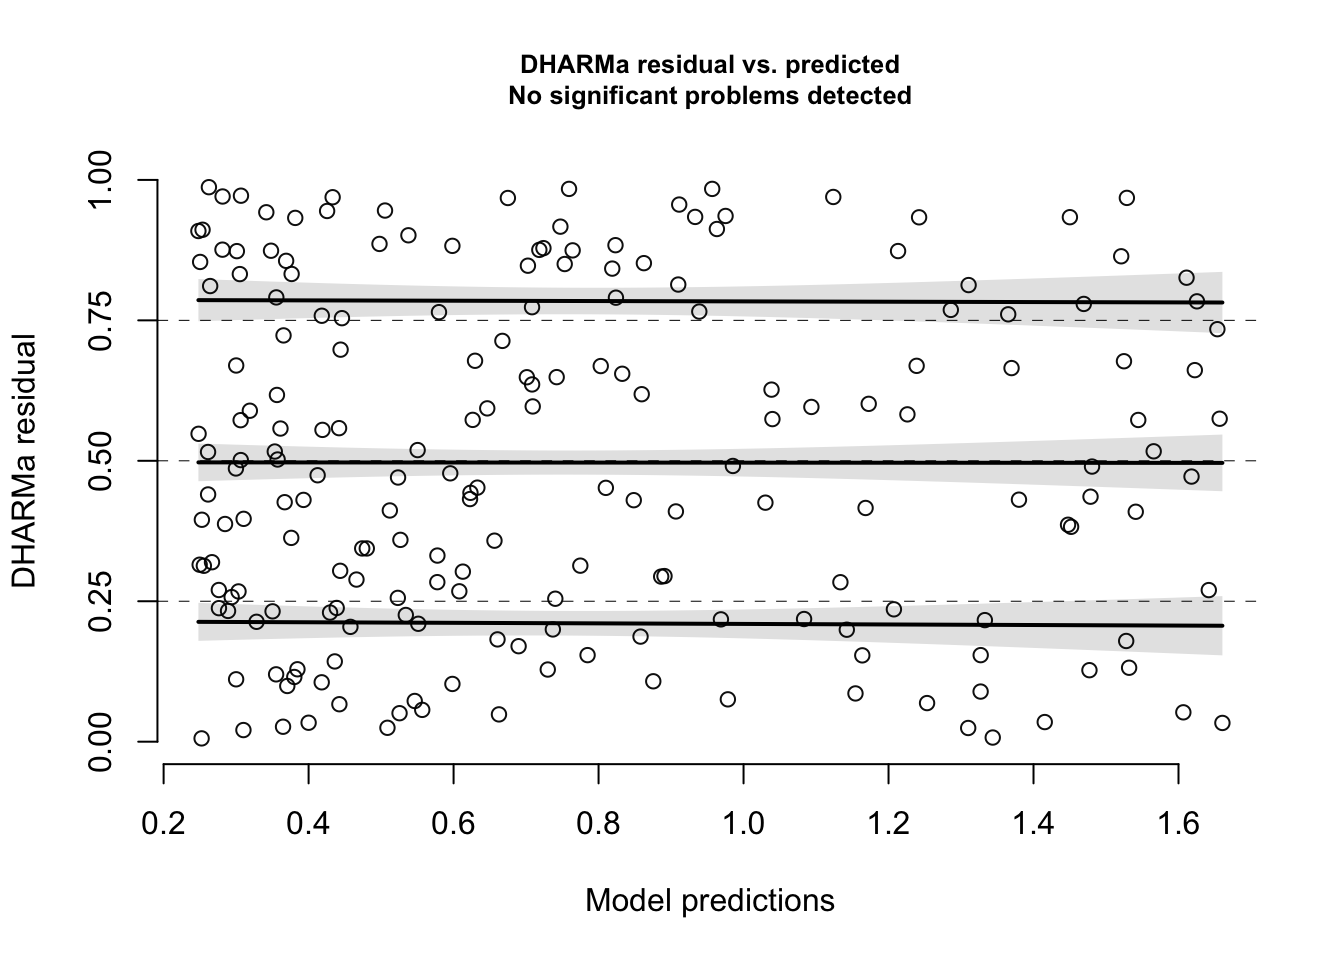 DHARMa residual vs. predicted
No significant problems detected
DHARMa residual
1.00
0.75
0.50
0.25
0.00
0.2 0.4 0.6 0.8 1.0 1.2 1.4 1.6
Model predictions